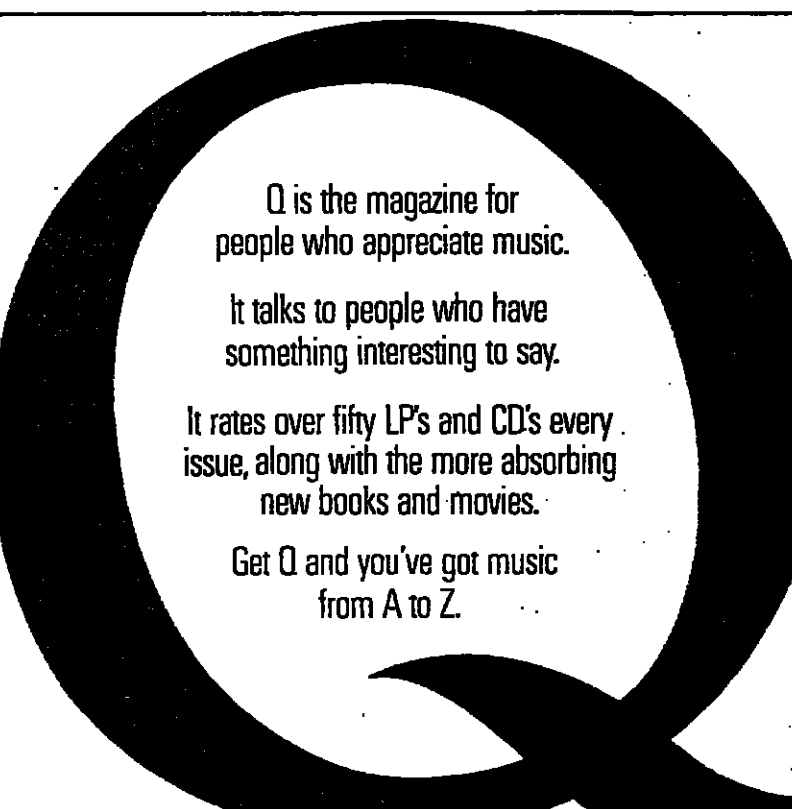 Q
Q is the magazine for
people who appreciate music.
It talks to people who have
something interesting to say.
It rates over fifty LP's and CD's every
issue, along with the more absorbing
new books and movies.
Get Q and you've got music
from A to Z.